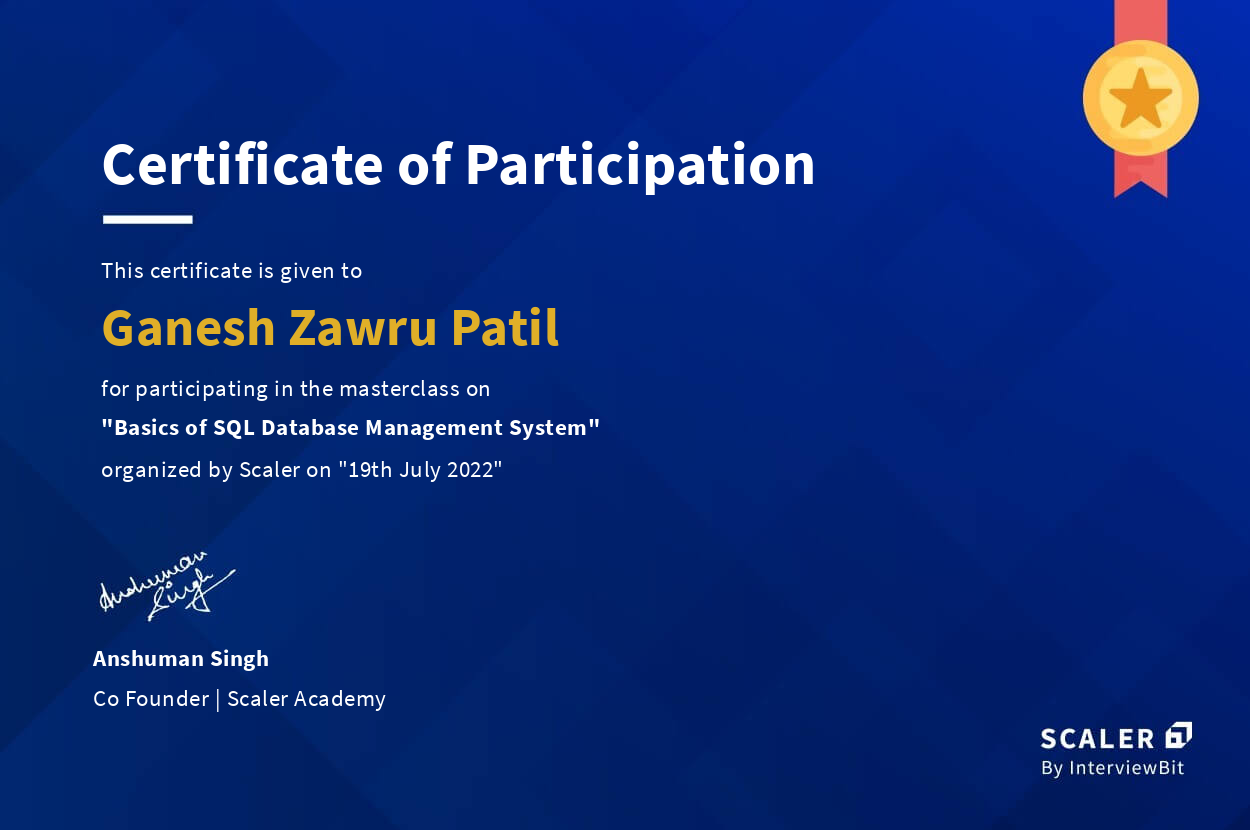 Certificate of Participation
This certificate is given to
Ganesh Zawru Patil
for participating in the masterclass on
"Basics of SQL Database Management System"
organized by Scaler on "19th July 2022"
Anshuman
Singh
Anshuman Singh
Co Founder | Scaler Academy
SCALER
By InterviewBit